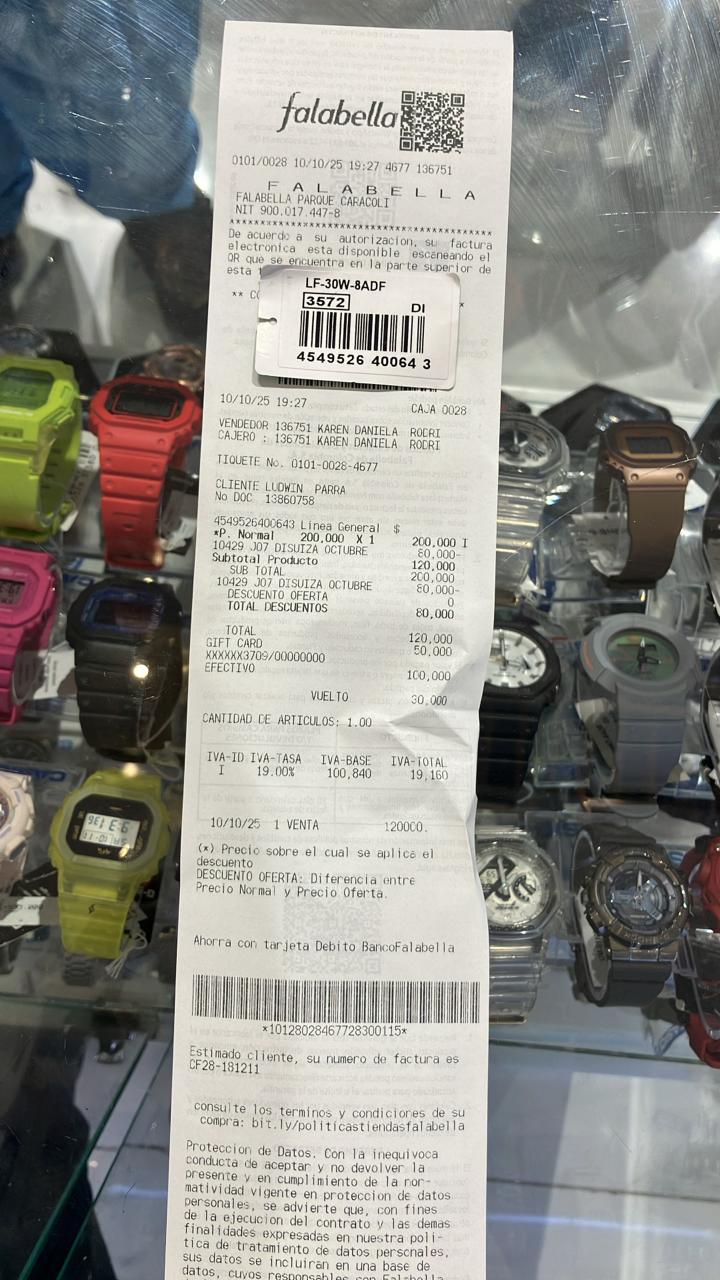 falabella
0101/0028 10/10/25 19:27 4677 136751
F A L A B E L L A
FALABELLA PARQUE CARACOLI
NIT 900.017.447-8
****************************************
De acuerdo a su autorizacion, su factura
electronica esta disponible escaneando el
QR que se encuentra en la parte superior de
esta
LF-30W-8ADF
3572
DI
4549526 40064 3
10/10/25 19:27 CAJA 0028
VENDEDOR 136751 KAREN DANIELA RODRI
CAJERO : 136751 KAREN DANIELA RODRI
TIQUETE No. 0101-0028-4677
CLIENTE LUDWIN PARRA
No DOC 13860758
4549526400643 Linea General $
*P. Normal 200,000 X 1 200,000 I
10429 J07 DISUIZA OCTUBRE 80,000-
Subtotal Producto 120,000
SUB TOTAL 200,000
10429 J07 DISUIZA OCTUBRE 80,000-
DESCUENTO OFERTA 0
TOTAL DESCUENTOS 80,000
TOTAL 120,000
GIFT CARD 50,000
XXXXXX3709/00000000
EFECTIVO 100,000
VUELTO 30,000
CANTIDAD DE ARTICULOS: 1.00
IVA-ID IVA-TASA IVA-BASE IVA-TOTAL
I 19.00% 100,840 19,160
10/10/25 1 VENTA 120000.
(*) Precio sobre el cual se aplica el
descuento
DESCUENTO OFERTA: Diferencia entre
Precio Normal y Precio Oferta.
Ahorra con tarjeta Debito BancoFalabella
*10128028467728300115*
Estimado cliente, su numero de factura es
CF28-181211
consulte los terminos y condiciones de su
compra: bit.ly/politicastiendasfalabella
Proteccion de Datos. Con la inequivoca
conducta de aceptar y no devolver la
presente y en cumplimiento de la nor-
matividad vigente en proteccion de datos
personales, se advierte que, con fines
de la ejecucion del contrato y las demas
finalidades expresadas en nuestra poli-
tica de tratamiento de datos personales,
sus datos se incluiran en una base de
datos, cuyos responsables son Falabella